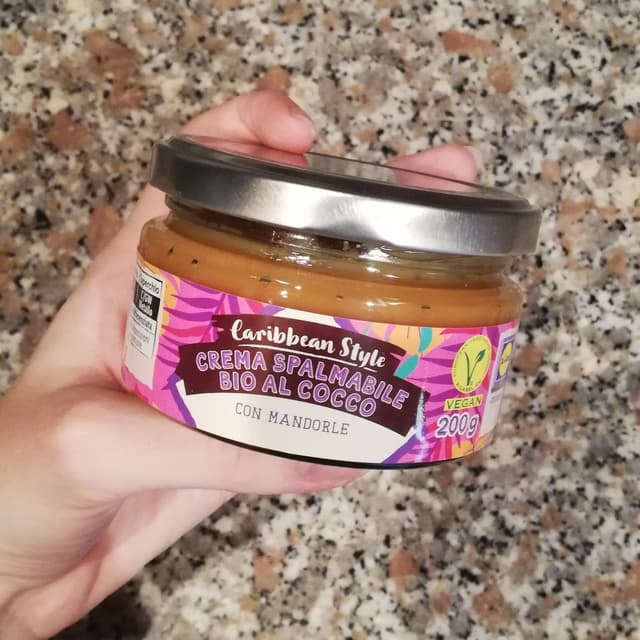 Caribbean Style
CREMA SPALMABILE
BIO AL COCCO
CON MANDORLE
VEGAN
200g